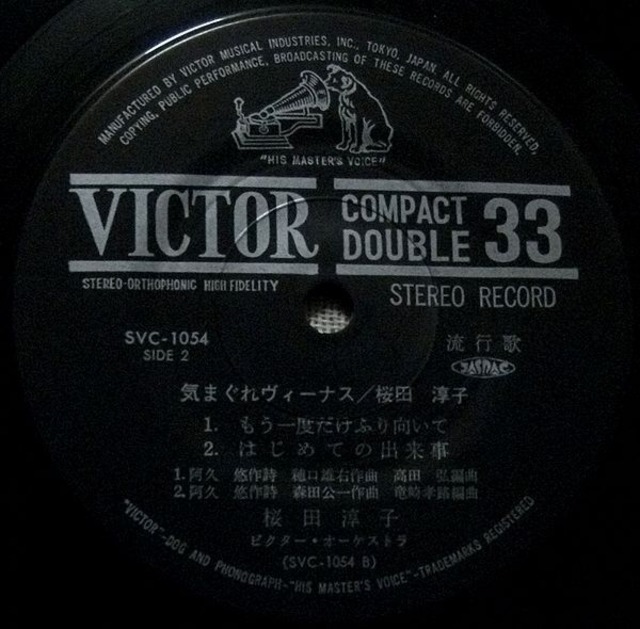 MANUFACTURED BY VICTOR MUSICAL INDUSTRIES, INC., TOKYO, JAPAN. ALL RIGHTS RESERVED,
COPYING, PUBLIC PERFORMANCE, BROADCASTING OF THESE RECORDS ARE FORBIDDEN.
"HIS MASTER'S VOICE"
VICTOR
COMPACT
DOUBLE 33
STEREO-ORTHOPHONIC HIGH FIDELITY
STEREO RECORD
SVC-1054
SIDE 2
流行歌
JASRAC
気まぐれヴィーナス／桜田 淳子
1. もう一度だけふり向いて
2. はじめての出来事
1.阿久 悠作詩 穂口雄右作曲 高田 弘編曲
2.阿久 悠作詩 森田公一作曲 竜崎孝路編曲
桜田淳子
ビクター・オーケストラ
(SVC-1054 B)
"VICTOR"-DOG AND PHONOGRAPH-"HIS MASTER'S VOICE"-TRADEMARKS REGISTERED